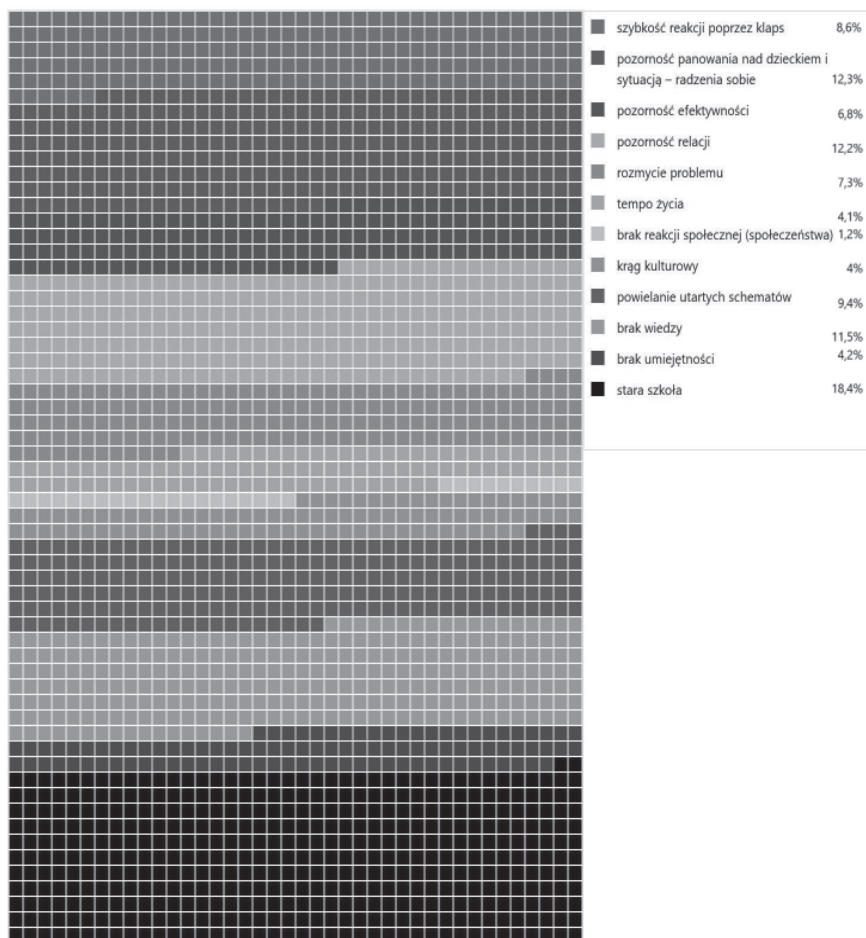 szybkość reakcji poprzez klaps 8,6%
pozorność panowania nad dzieckiem i
sytuacją – radzenia sobie 12,3%
pozorność efektywności 6,8%
pozorność relacji 12,2%
rozmycie problemu 7,3%
tempo życia 4,1%
brak reakcji społecznej (społeczeństwa) 1,2%
krąg kulturowy 4%
powielanie utartych schematów 9,4%
brak wiedzy 11,5%
brak umiejętności 4,2%
stara szkoła 18,4%